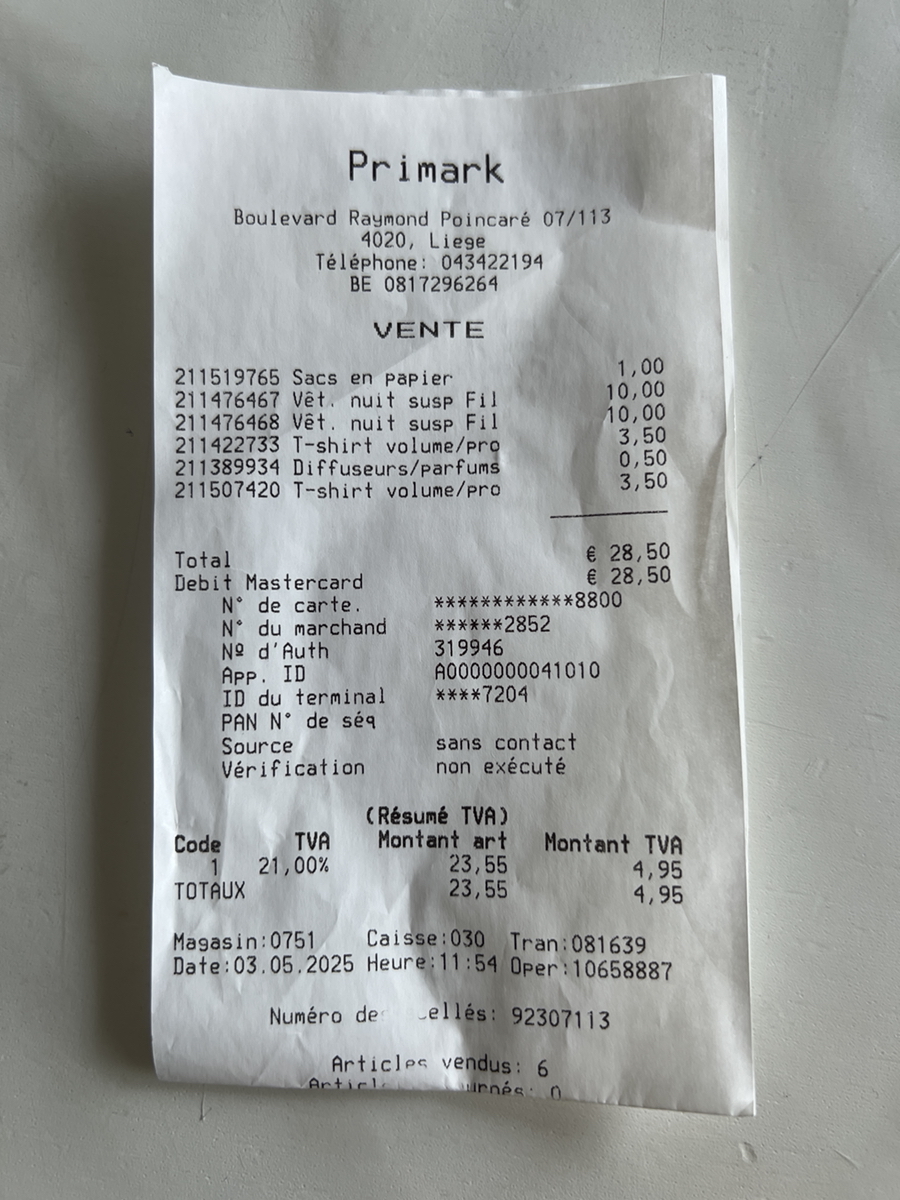 Primark
Boulevard Raymond Poincaré 07/113
4020, Liege
Téléphone: 043422194
BE 0817296264
VENTE
211519765 Sacs en papier 1,00
211476467 Vêt. nuit susp Fil 10,00
211476468 Vêt. nuit susp Fil 10,00
211422733 T-shirt volume/pro 3,50
211389934 Diffuseurs/parfums 0,50
211507420 T-shirt volume/pro 3,50
Total € 28,50
Debit Mastercard € 28,50
N° de carte. ************8800
N° du marchand ******2852
Nº d'Auth 319946
App. ID A0000000041010
ID du terminal ****7204
PAN N° de séq
Source sans contact
Vérification non exécuté
(Résumé TVA)
Code TVA Montant art Montant TVA
1 21,00% 23,55 4,95
TOTAUX 23,55 4,95
Magasin:0751 Caisse:030 Tran:081639
Date:03.05.2025 Heure:11:54 Oper:10658887
Numéro 92307113
Articles vendus: 6
0